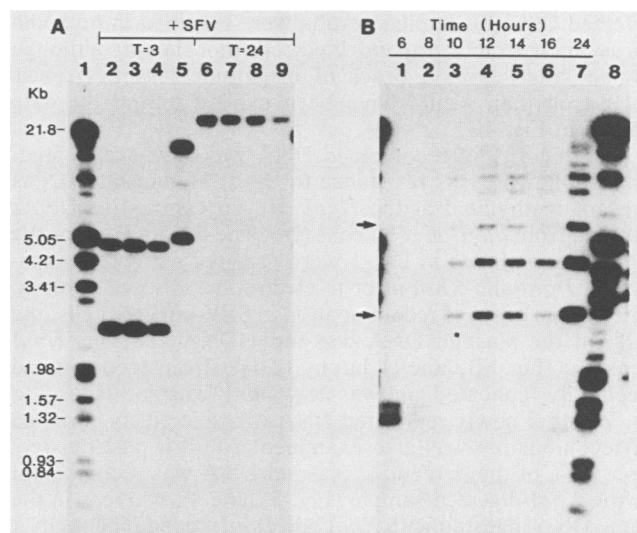 A
+ SFV
T=3 T=24
1 2 3 4 5 6 7 8 9
Kb
21.8-
5.05-
4.21-
3.41-
1.98-
1.57-
1.32-
0.93-
0.84-
B
Time (Hours)
6 8 10 12 14 16 24
1 2 3 4 5 6 7 8